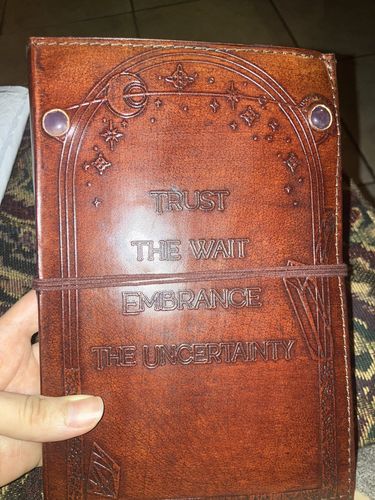 TRUST
THE WAIT
EMBRANCE
THE UNCERTAINTY